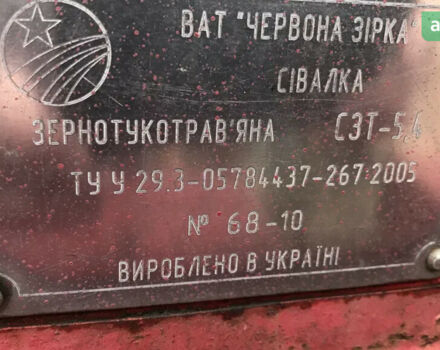 ВАТ "ЧЕРВОНА ЗІРКА"
СІВАЛКА
ЗЕРНОТУКОТРАВ'ЯНА СЗТ-5,4
ТУ У 29.3-05784437-267:2005
№ 68-10
ВИРОБЛЕНО В УКРАЇНІ